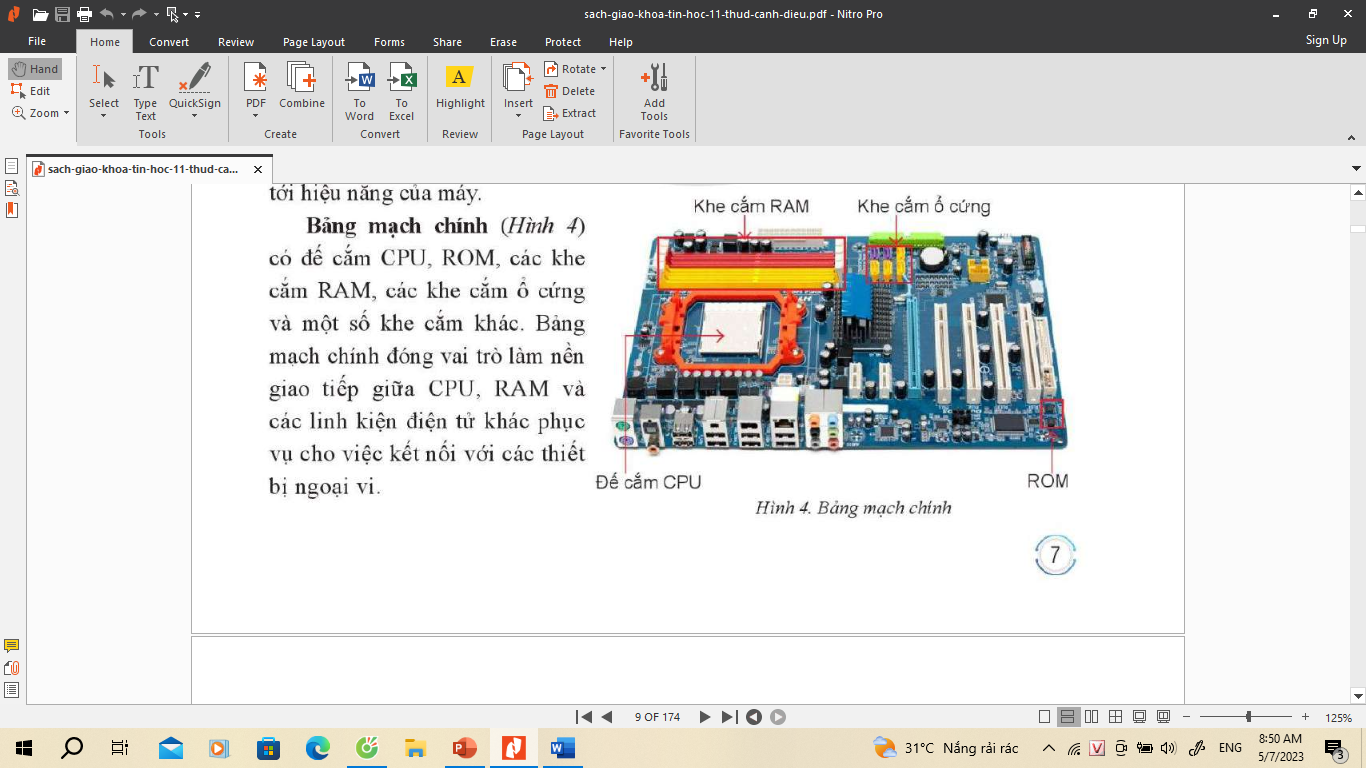 sach-giao-khoa-tin-hoc-11-thud-canh-dieu.pdf - Nitro Pro
File Home Convert Review Page Layout Forms Share Erase Protect Help Sign Up
Hand
Edit
Zoom
Select
Type Text
QuickSign
Tools
PDF
Combine
Create
To Word
To Excel
Convert
Highlight
Review
Insert
Rotate
Delete
Extract
Page Layout
Add Tools
Favorite Tools
sach-giao-khoa-tin-hoc-11-thud-ca...
tới hiệu năng của máy.
Bảng mạch chính (Hình 4)
có đế cắm CPU, ROM, các khe
cắm RAM, các khe cắm ổ cứng
và một số khe cắm khác. Bảng
mạch chính đóng vai trò làm nền
giao tiếp giữa CPU, RAM và
các linh kiện điện tử khác phục
vụ cho việc kết nối với các thiết
bị ngoại vi.
Khe cắm RAM
Khe cắm ổ cứng
Đế cắm CPU
ROM
Hình 4. Bảng mạch chính
7
9 OF 174
125%
31°C Nắng rải rác
ENG
8:50 AM
5/7/2023
3